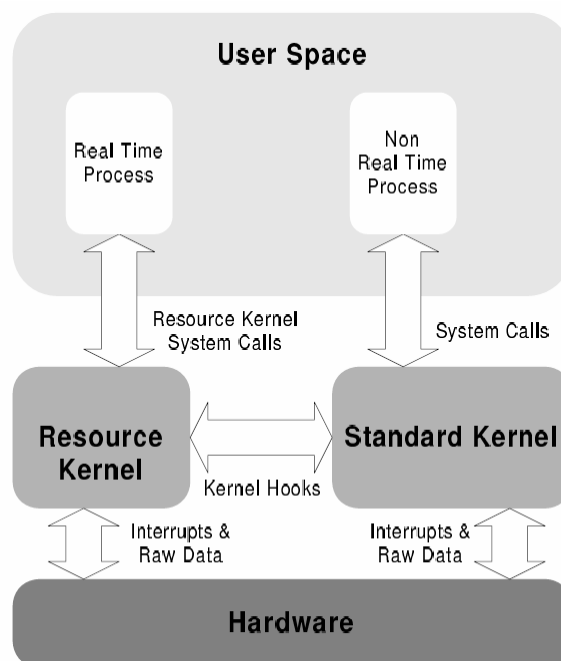 User Space
Real Time
Process
Non
Real Time
Process
Resource Kernel
System Calls
System Calls
Resource
Kernel
Standard Kernel
Kernel Hooks
Interrupts &
Raw Data
Interrupts &
Raw Data
Hardware